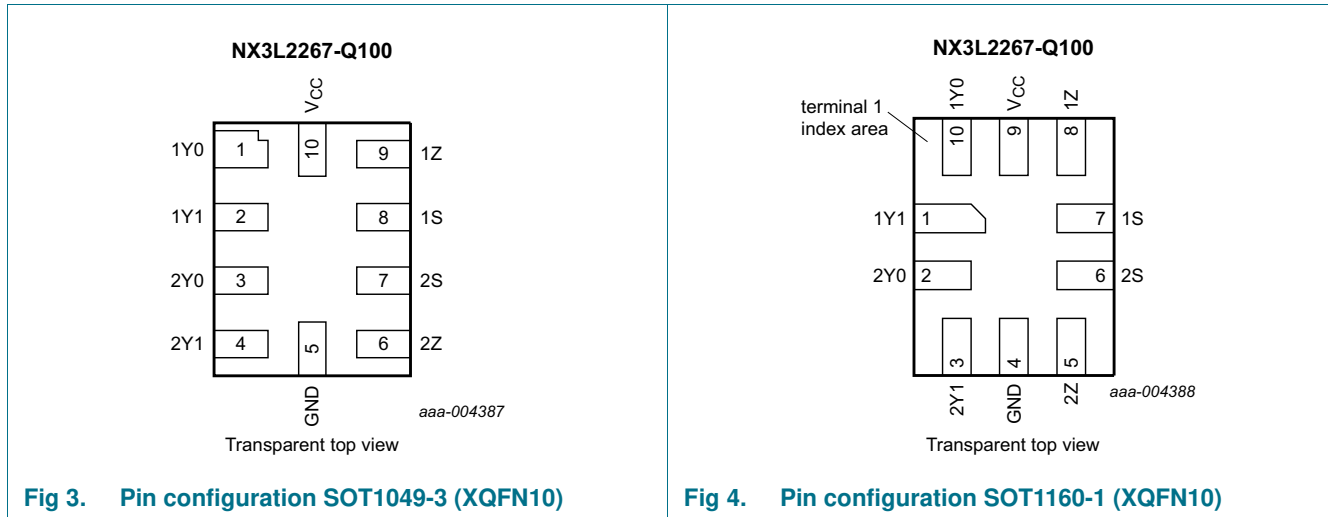 NX3L2267-Q100
VCC
1Y0 1 10 9 1Z
1Y1 2 8 1S
2Y0 3 7 2S
2Y1 4 5 6 2Z
GND
aaa-004387
Transparent top view
Fig 3. Pin configuration SOT1049-3 (XQFN10)
NX3L2267-Q100
terminal 1
index area
1Y0 VCC 1Z
10 9 8
1Y1 1 7 1S
2Y0 2 6 2S
3 4 5
2Y1 GND 2Z
aaa-004388
Transparent top view
Fig 4. Pin configuration SOT1160-1 (XQFN10)